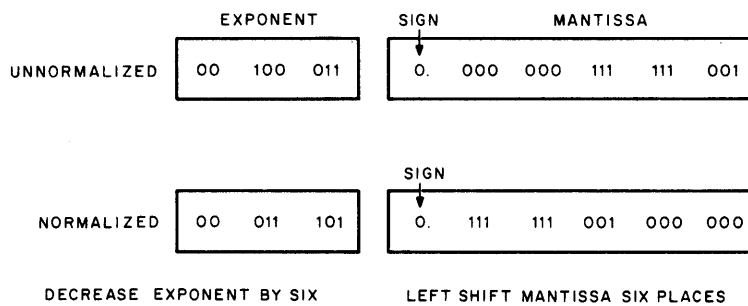 EXPONENT SIGN MANTISSA
UNNORMALIZED 00 100 011 0. 000 000 111 111 001
SIGN
NORMALIZED 00 011 101 0. 111 111 001 000 000
DECREASE EXPONENT BY SIX LEFT SHIFT MANTISSA SIX PLACES